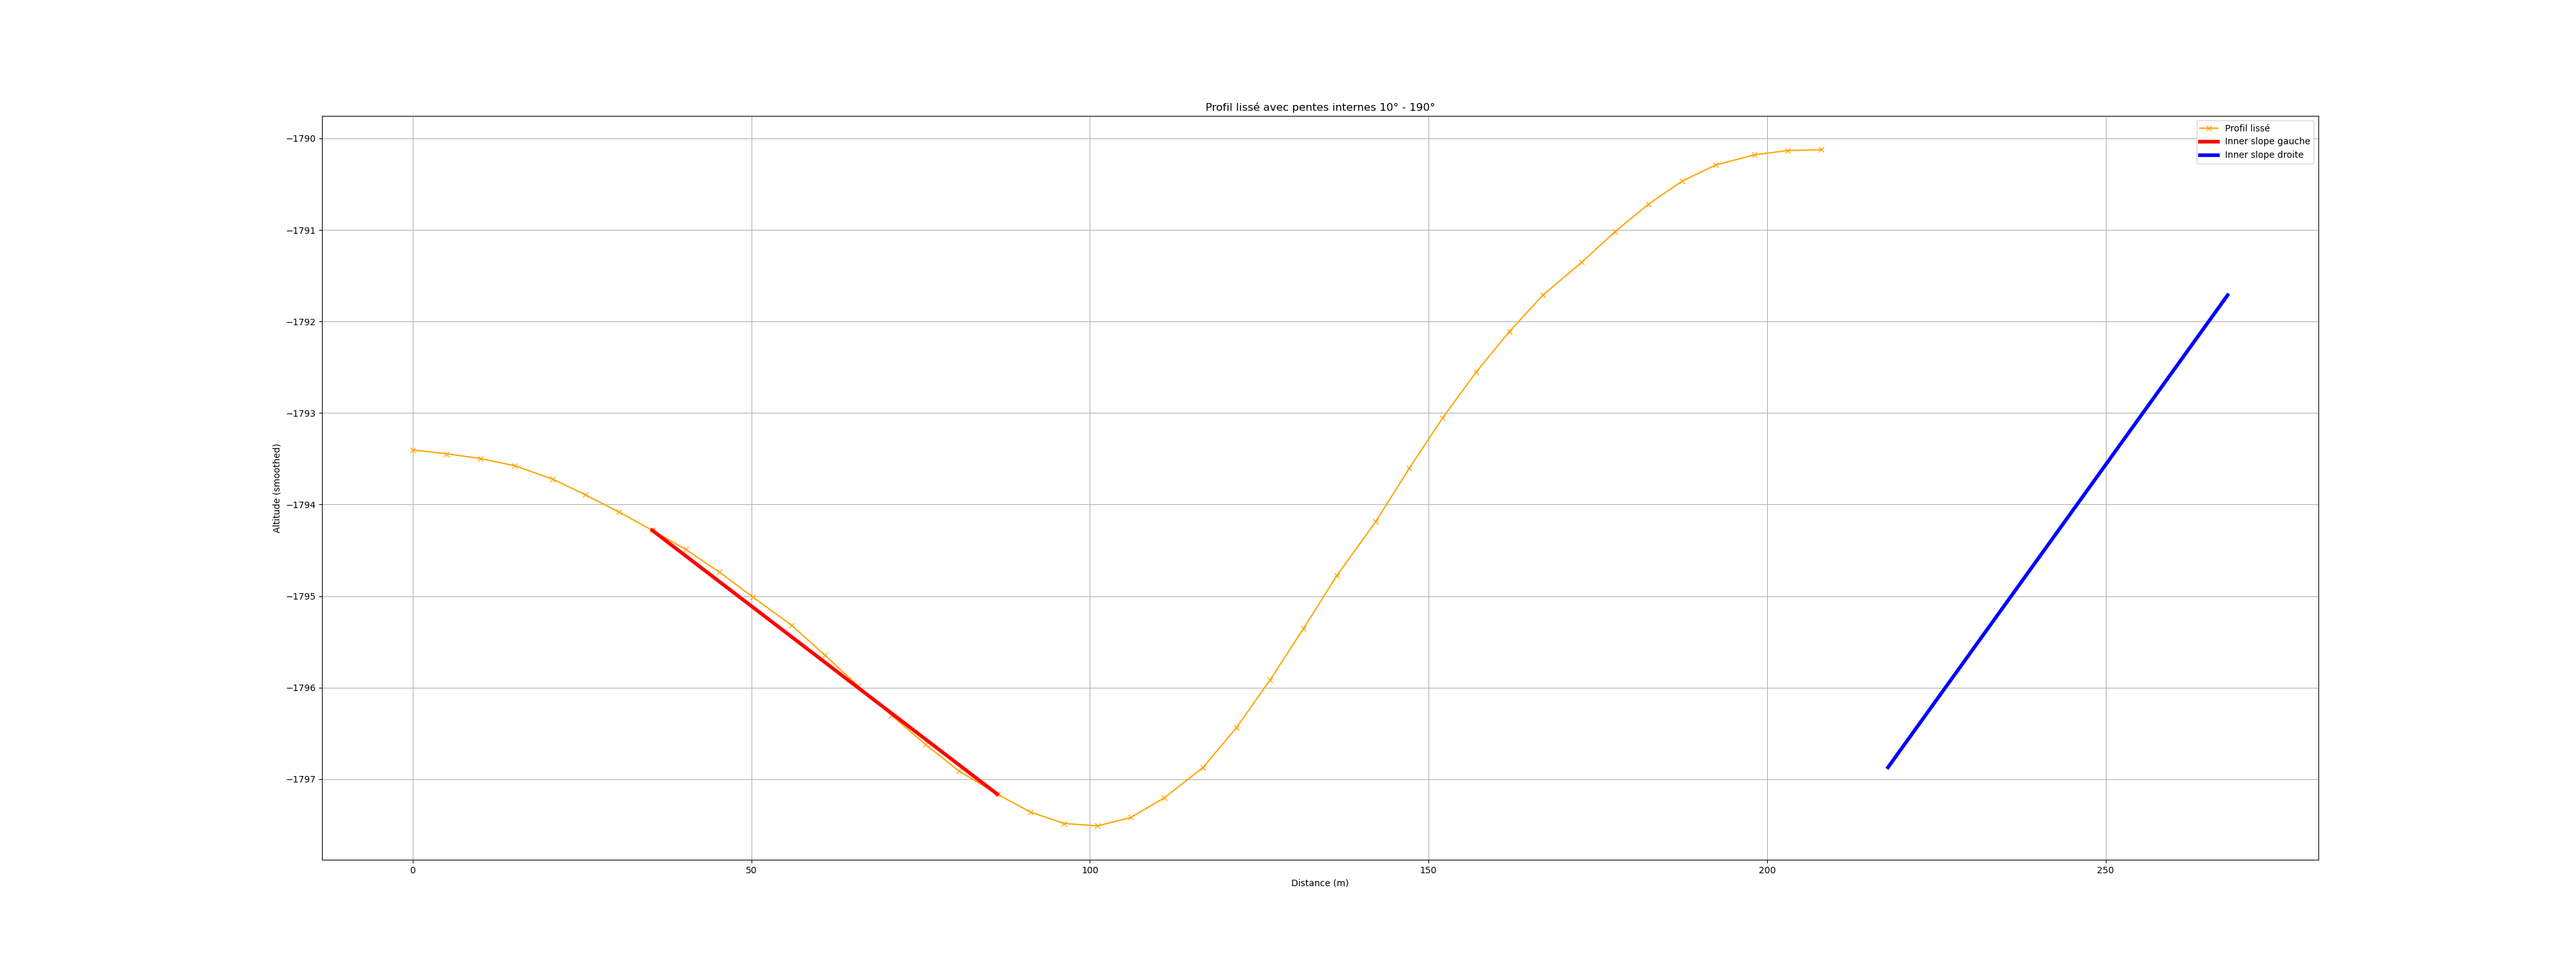 Profil lissé avec pentes internes 10° - 190°
Profil lissé
Inner slope gauche
Inner slope droite
−1790
−1791
−1792
−1793
−1794
−1795
−1796
−1797
Altitude (smoothed)
0
50
100
150
200
250
Distance (m)